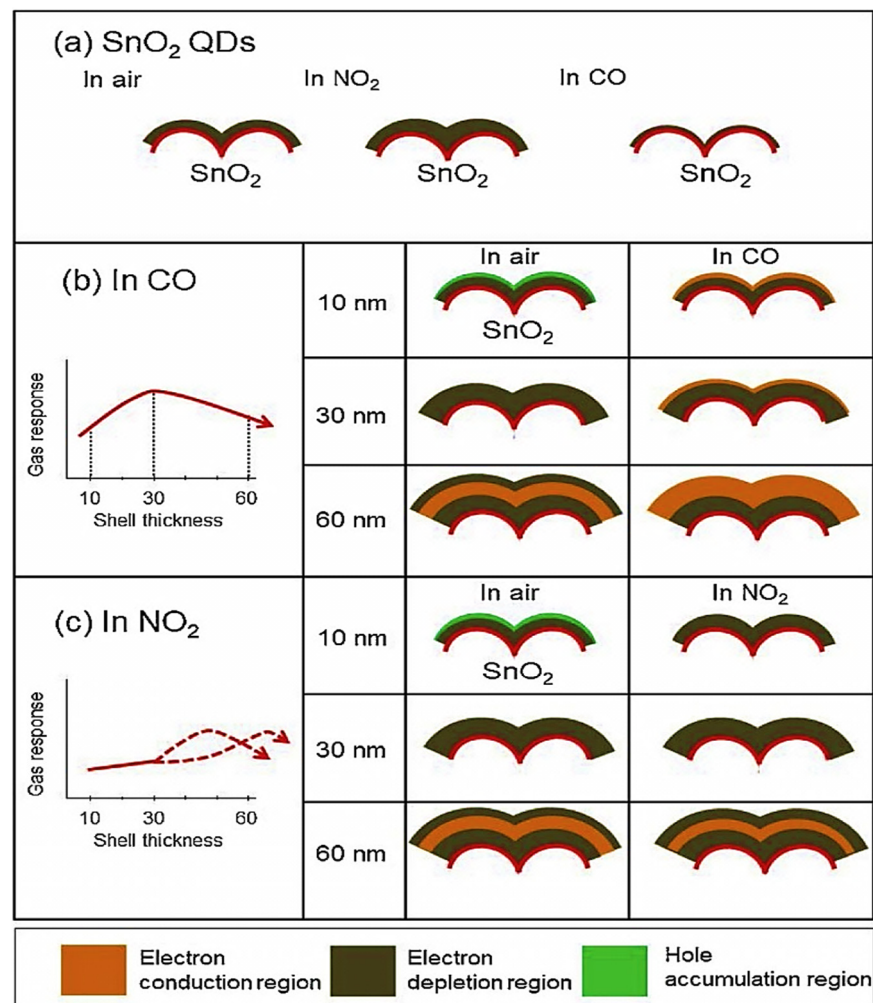 (a) SnO₂ QDs
In air In NO₂ In CO
SnO₂ SnO₂ SnO₂
(b) In CO
Gas response
10 30 60
Shell thickness
In air In CO
10 nm
SnO₂
30 nm
60 nm
(c) In NO₂
Gas response
10 30 60
Shell thickness
In air In NO₂
10 nm
SnO₂
30 nm
60 nm
Electron
conduction region
Electron
depletion region
Hole
accumulation region